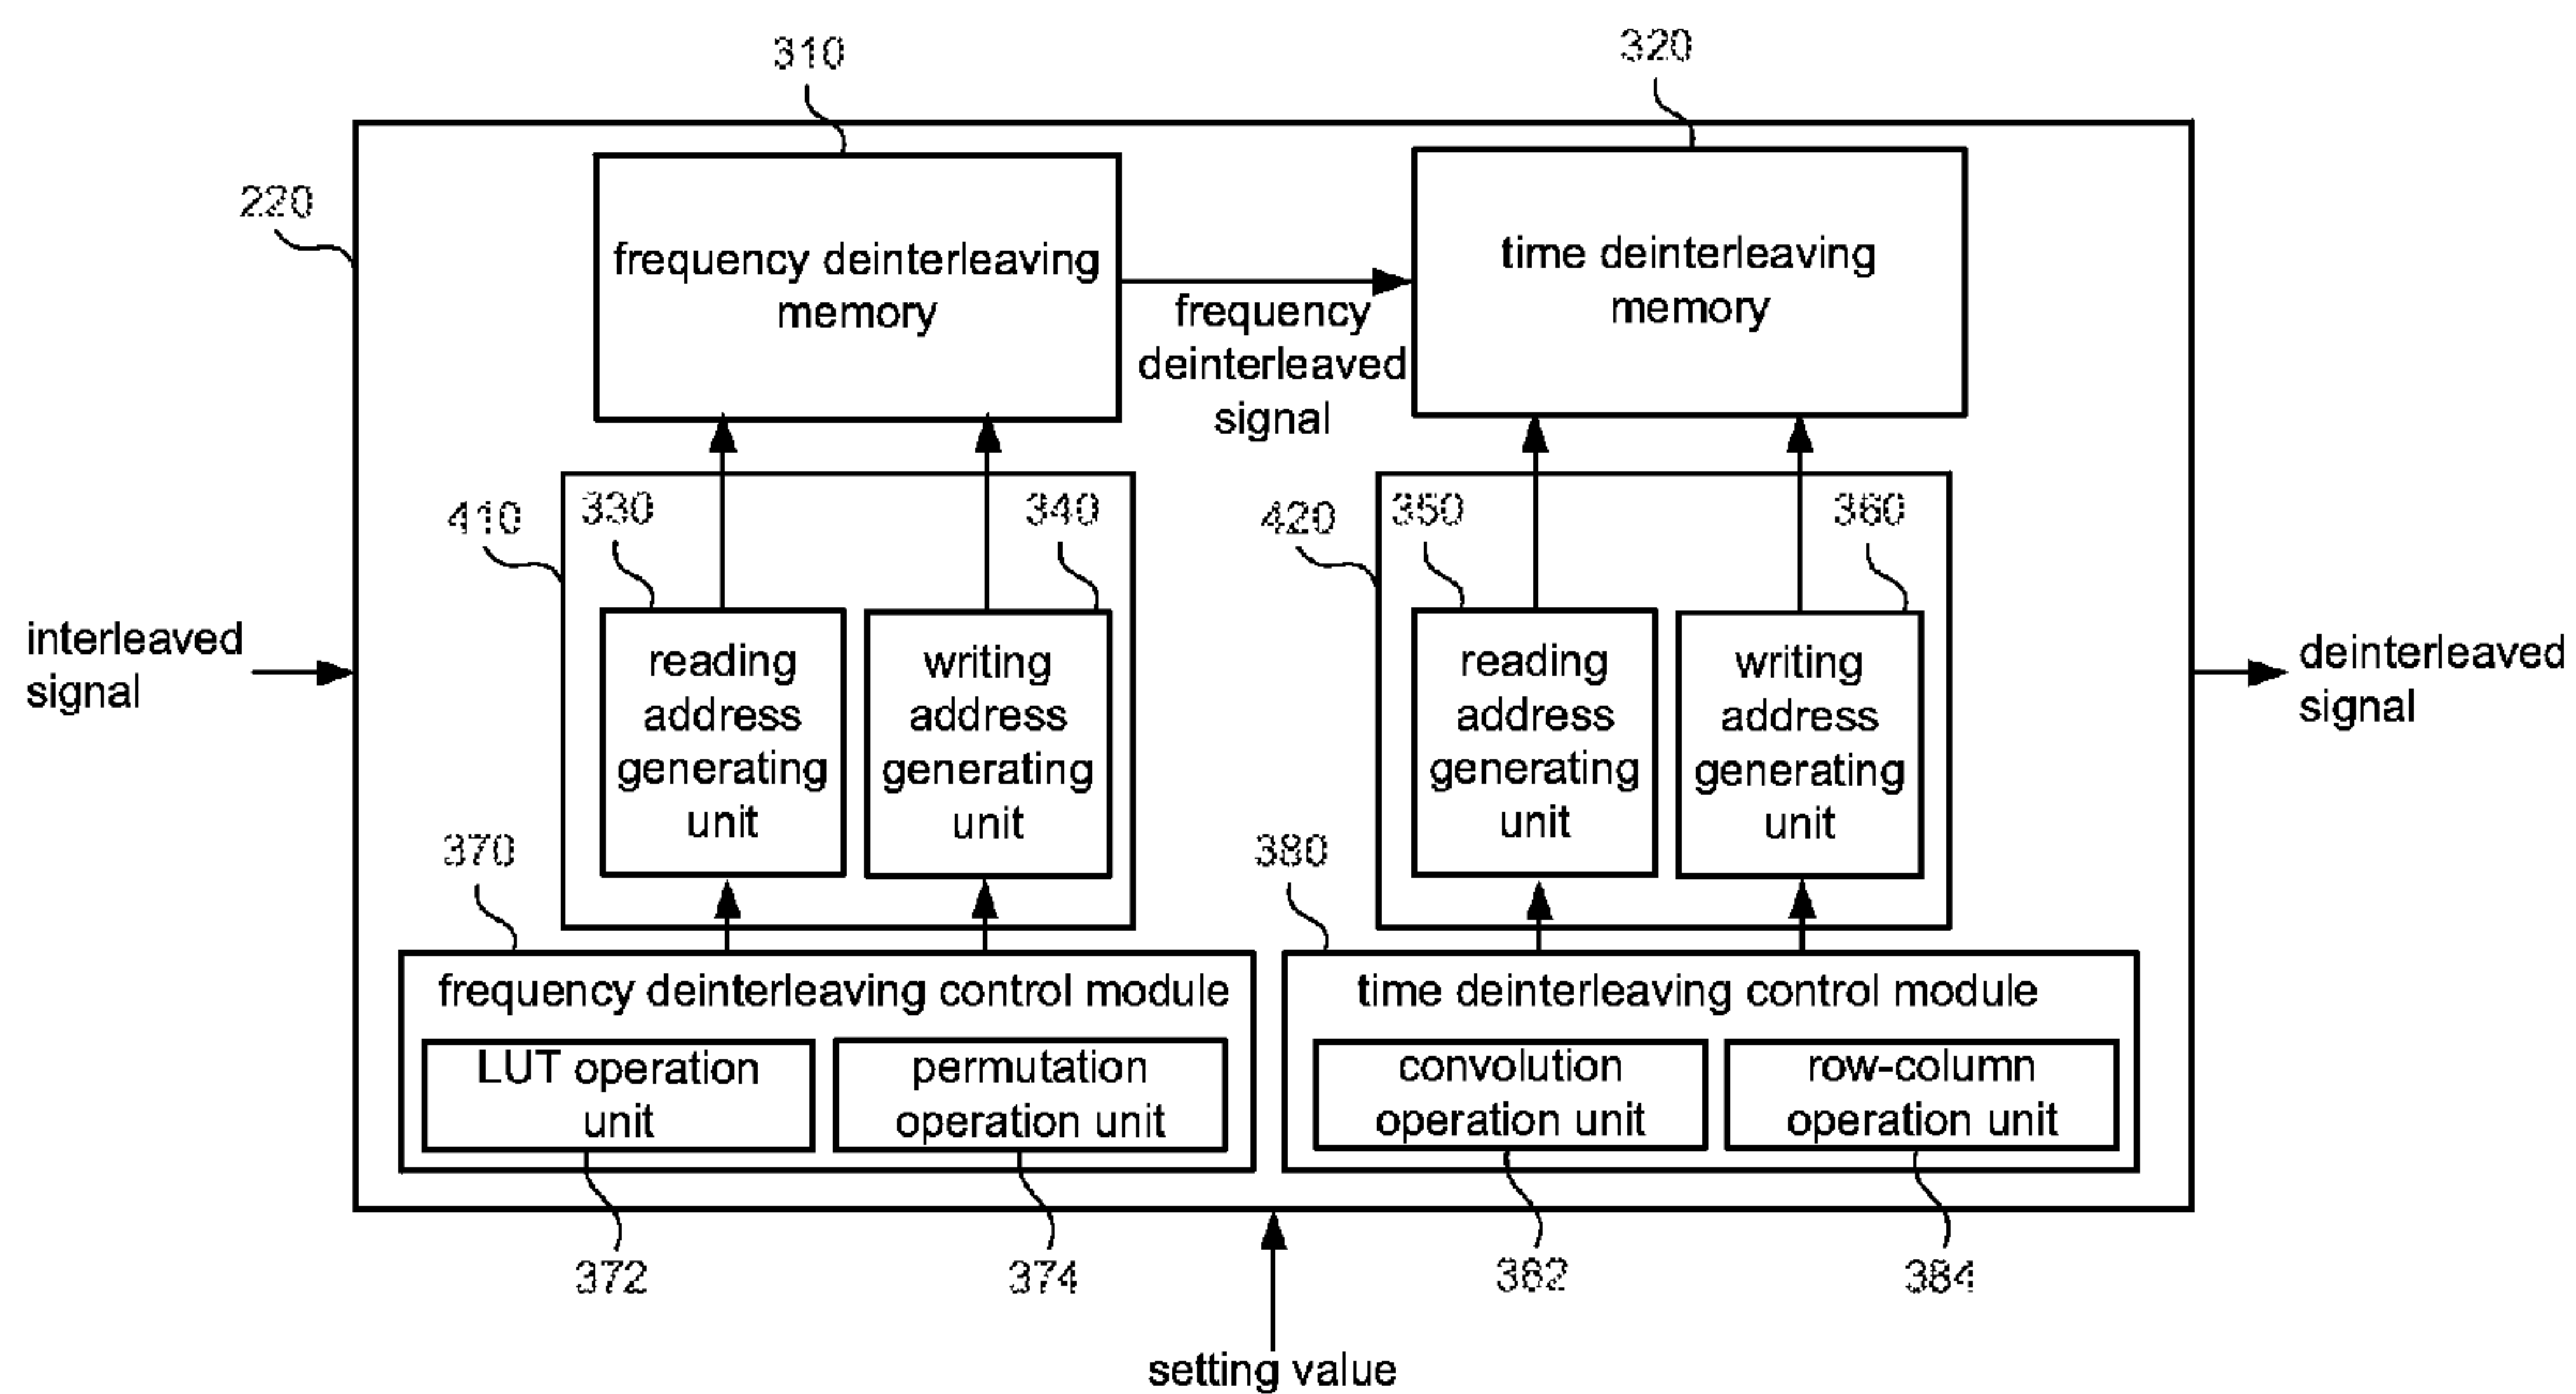 310
320
220
frequency deinterleaving
memory
time deinterleaving
memory
frequency
deinterleaved
signal
410
330
340
420
350
360
interleaved
signal
reading
address
generating
unit
writing
address
generating
unit
reading
address
generating
unit
writing
address
generating
unit
deinterleaved
signal
370
380
frequency deinterleaving control module
LUT operation
unit
permutation
operation unit
time deinterleaving control module
convolution
operation unit
row-column
operation unit
372
374
382
384
setting value